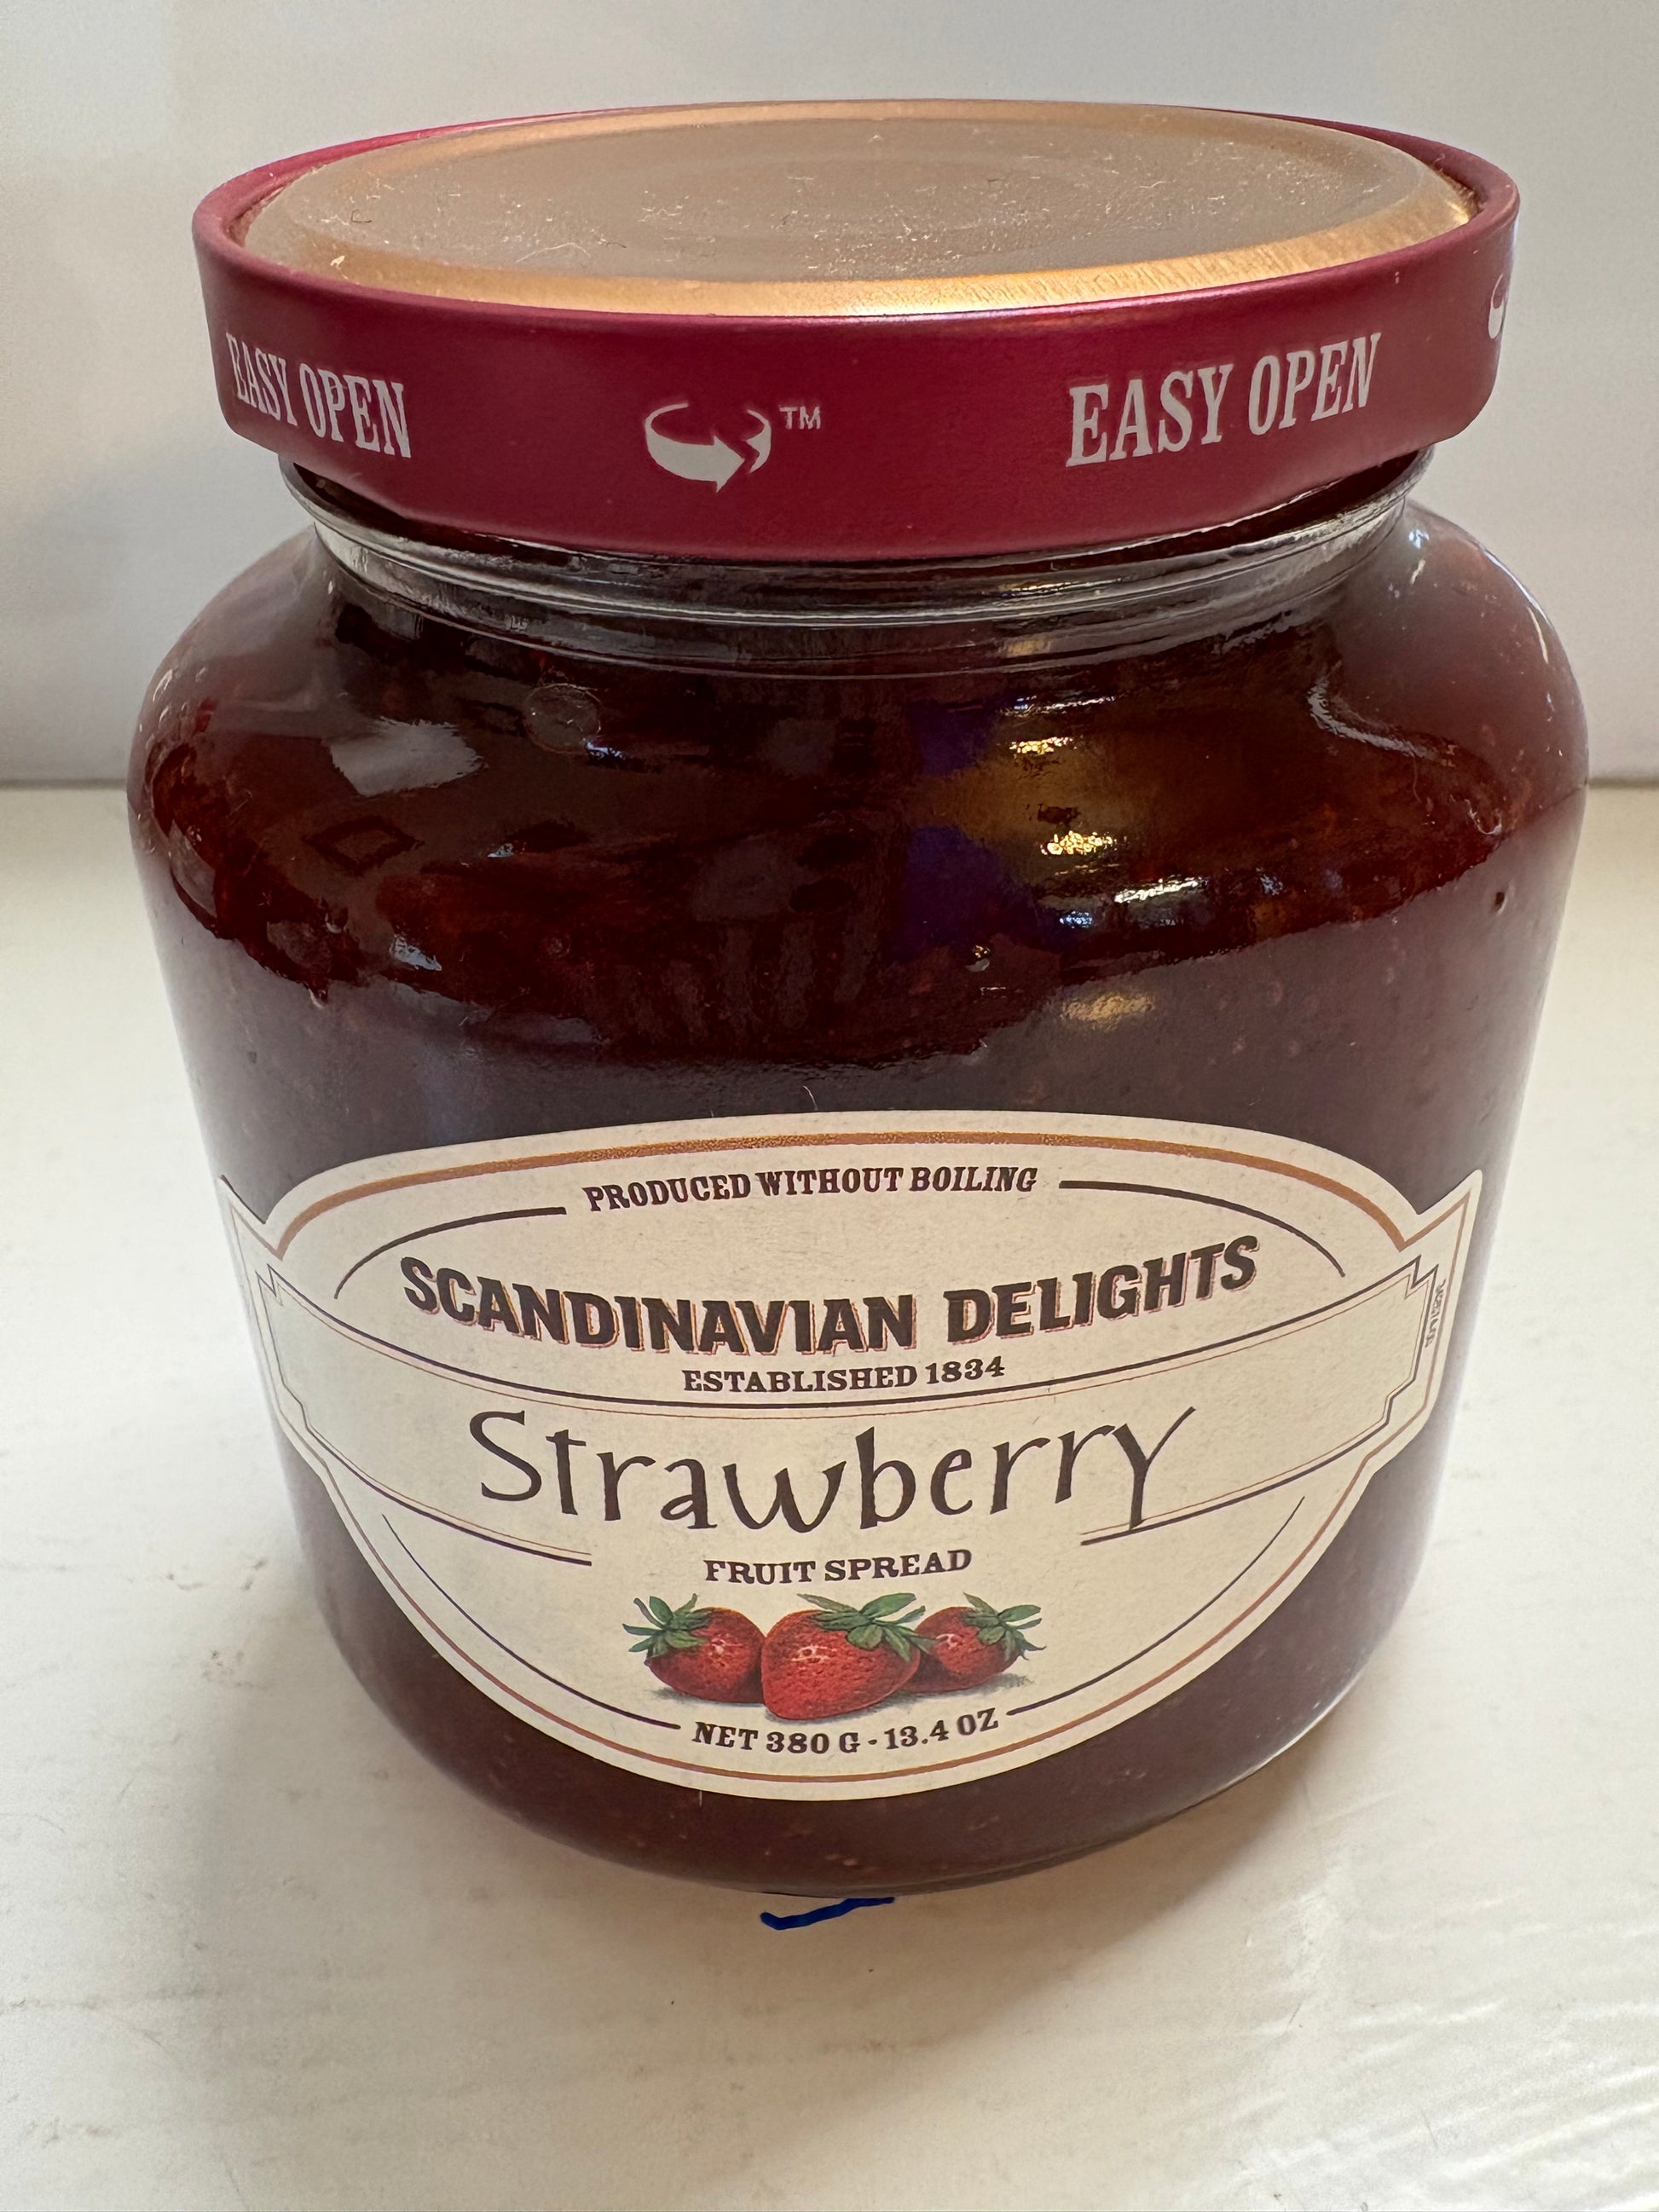 EASY OPEN
TM
EASY OPEN
PRODUCED WITHOUT BOILING
SCANDINAVIAN DELIGHTS
ESTABLISHED 1834
Strawberry
FRUIT SPREAD
NET 380 G - 13.4 OZ